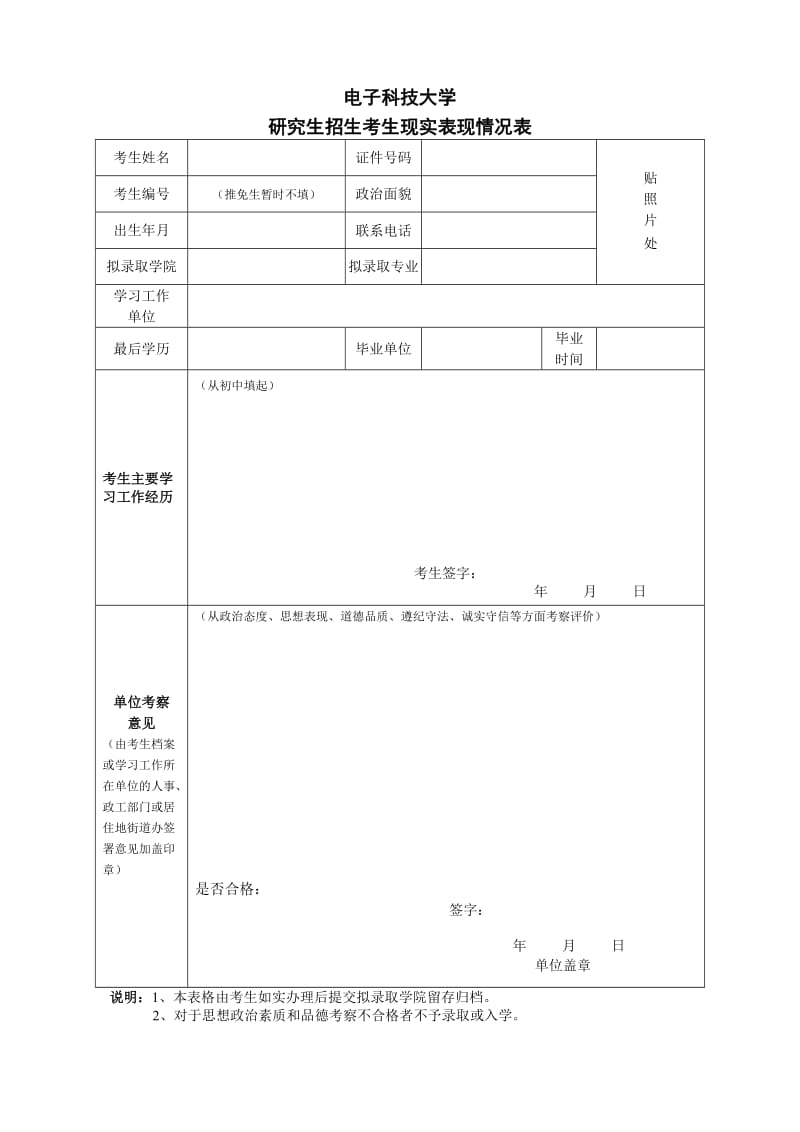 电子科技大学
研究生招生考生现实表现情况表
考生姓名 证件号码
贴
照
片
处
考生编号 （推免生暂时不填） 政治面貌
出生年月 联系电话
拟录取学院 拟录取专业
学习工作
单位
最后学历 毕业单位 毕业
时间
（从初中填起）
考生主要学
习工作经历
考生签字：
年 月 日
（从政治态度、思想表现、道德品质、遵纪守法、诚实守信等方面考察评价）
单位考察
意见
（由考生档案
或学习工作所
在单位的人事、
政工部门或居
住地街道办签
署意见加盖印
章）
是否合格：
签字：
年 月 日
单位盖章
说明：1、本表格由考生如实办理后提交拟录取学院留存归档。
2、对于思想政治素质和品德考察不合格者不予录取或入学。